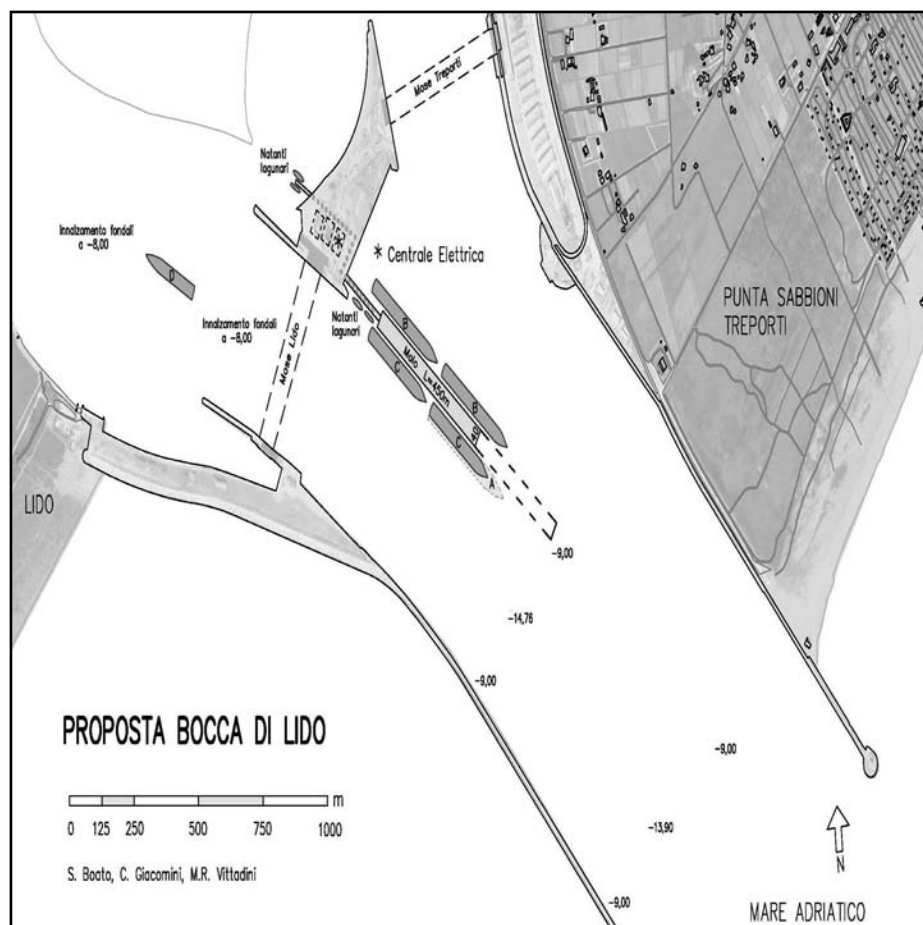 Mose Treporti
Natanti
lagunari
Innalzamento fondali
a -8,00
D
* Centrale Elettrica
PUNTA SABBIONI
TREPORTI
Innalzamento fondali
a -8,00
Natanti
lagunari
B
Mose Lido
Molo L=450m
C
B
C
40
A
LIDO
-9,00
-14,76
-9,00
PROPOSTA BOCCA DI LIDO
-9,00
m
0 125 250 500 750 1000
-13,90
N
S. Boato, C. Giacomini, M.R. Vittadini
-9,00
MARE ADRIATICO